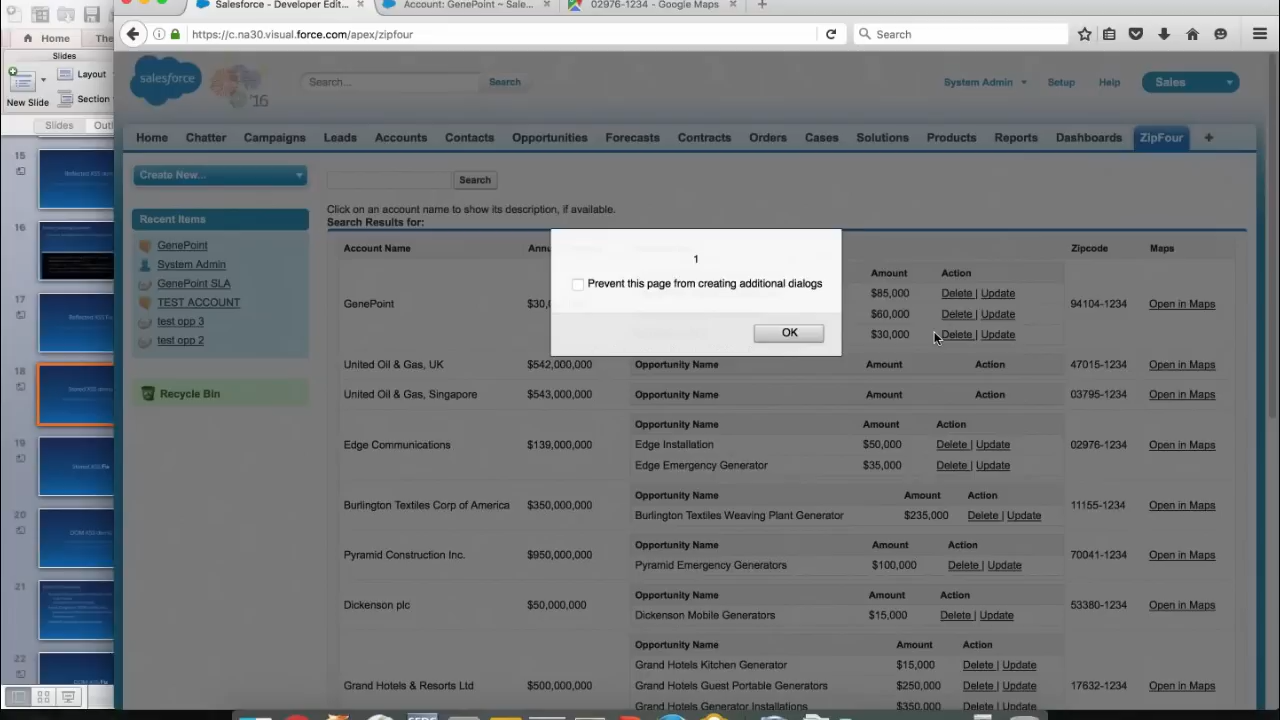 Salesforce - Developer Edit...
Account: GenePoint ~ Sale...
02976-1234 - Google Maps
Home
The
https://c.na30.visual.force.com/apex/zipfour
Search
Slides
Layout
New Slide
Section
Slides
Outl
salesforce
'16
Search...
Search
System Admin
Setup
Help
Sales
Home
Chatter
Campaigns
Leads
Accounts
Contacts
Opportunities
Forecasts
Contracts
Orders
Cases
Solutions
Products
Reports
Dashboards
ZipFour
+
Create New...
Search
Recent Items
GenePoint
System Admin
GenePoint SLA
TEST ACCOUNT
test opp 3
test opp 2
Recycle Bin
Click on an account name to show its description, if available.
Search Results for:
Account Name
Annu
Zipcode
Maps
1
Prevent this page from creating additional dialogs
OK
Amount
Action
GenePoint
$30,
$85,000 Delete | Update
$60,000 Delete | Update
$30,000 Delete | Update
94104-1234 Open in Maps
United Oil & Gas, UK $542,000,000 Opportunity Name Amount Action 47015-1234 Open in Maps
United Oil & Gas, Singapore $543,000,000 Opportunity Name Amount Action 03795-1234 Open in Maps
Opportunity Name Amount Action
Edge Communications $139,000,000 Edge Installation $50,000 Delete | Update 02976-1234 Open in Maps
Edge Emergency Generator $35,000 Delete | Update
Opportunity Name Amount Action
Burlington Textiles Corp of America $350,000,000 Burlington Textiles Weaving Plant Generator $235,000 Delete | Update 11155-1234 Open in Maps
Opportunity Name Amount Action
Pyramid Construction Inc. $950,000,000 Pyramid Emergency Generators $100,000 Delete | Update 70041-1234 Open in Maps
Opportunity Name Amount Action
Dickenson plc $50,000,000 Dickenson Mobile Generators $15,000 Delete | Update 53380-1234 Open in Maps
Opportunity Name Amount Action
Grand Hotels Kitchen Generator $15,000 Delete | Update
Grand Hotels & Resorts Ltd $500,000,000 Grand Hotels Guest Portable Generators $250,000 Delete | Update 17632-1234 Open in Maps
Grand Hotels Generator Installations $350,000 Delete | Update
15
16
17
18
19
20
21
22